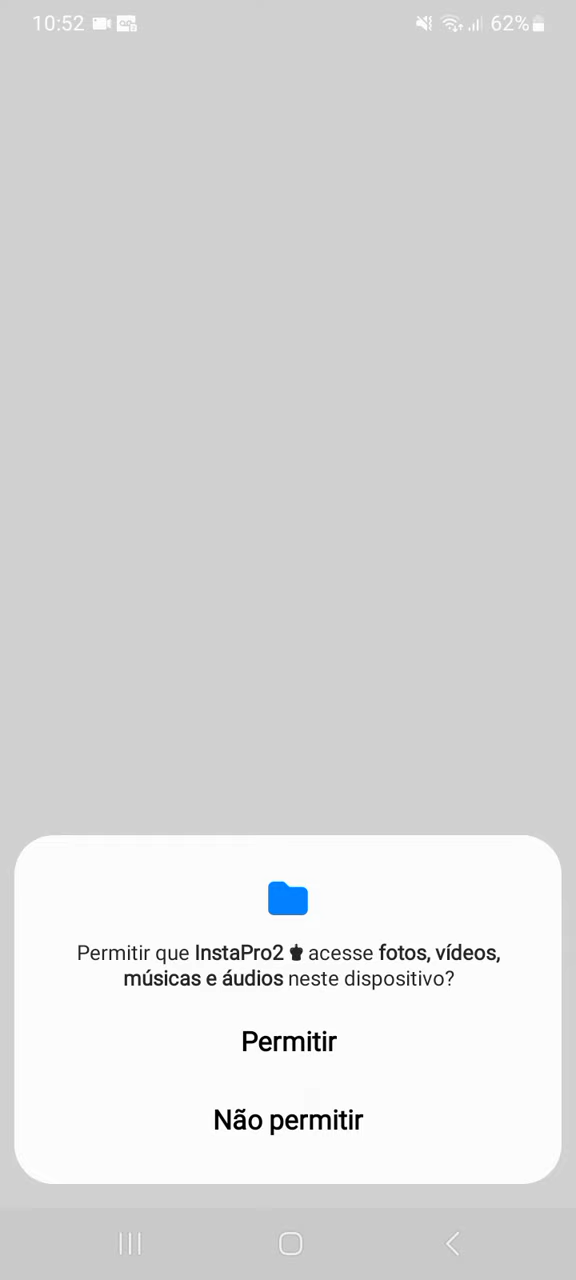 10:52
62%
Permitir que InstaPro2 acesse fotos, vídeos,
músicas e áudios neste dispositivo?
Permitir
Não permitir